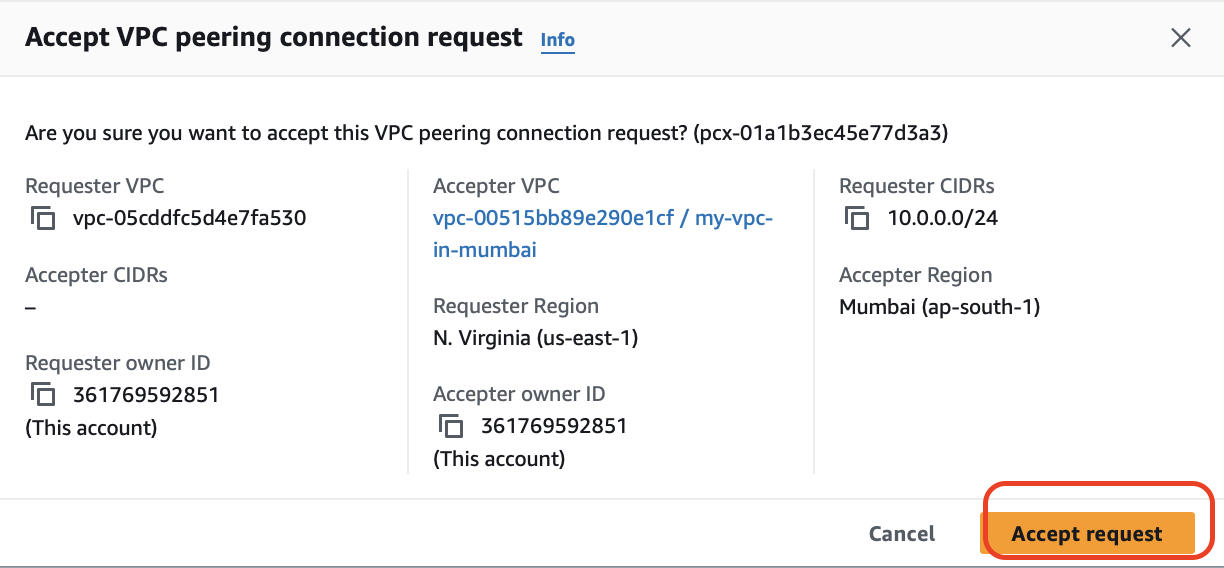 Accept VPC peering connection request Info
Are you sure you want to accept this VPC peering connection request? (pcx-01a1b3ec45e77d3a3)
Requester VPC
vpc-05cddfc5d4e7fa530
Accepter CIDRs
–
Requester owner ID
361769592851
(This account)
Accepter VPC
vpc-00515bb89e290e1cf / my-vpc-
in-mumbai
Requester Region
N. Virginia (us-east-1)
Accepter owner ID
361769592851
(This account)
Requester CIDRs
10.0.0.0/24
Accepter Region
Mumbai (ap-south-1)
Cancel
Accept request